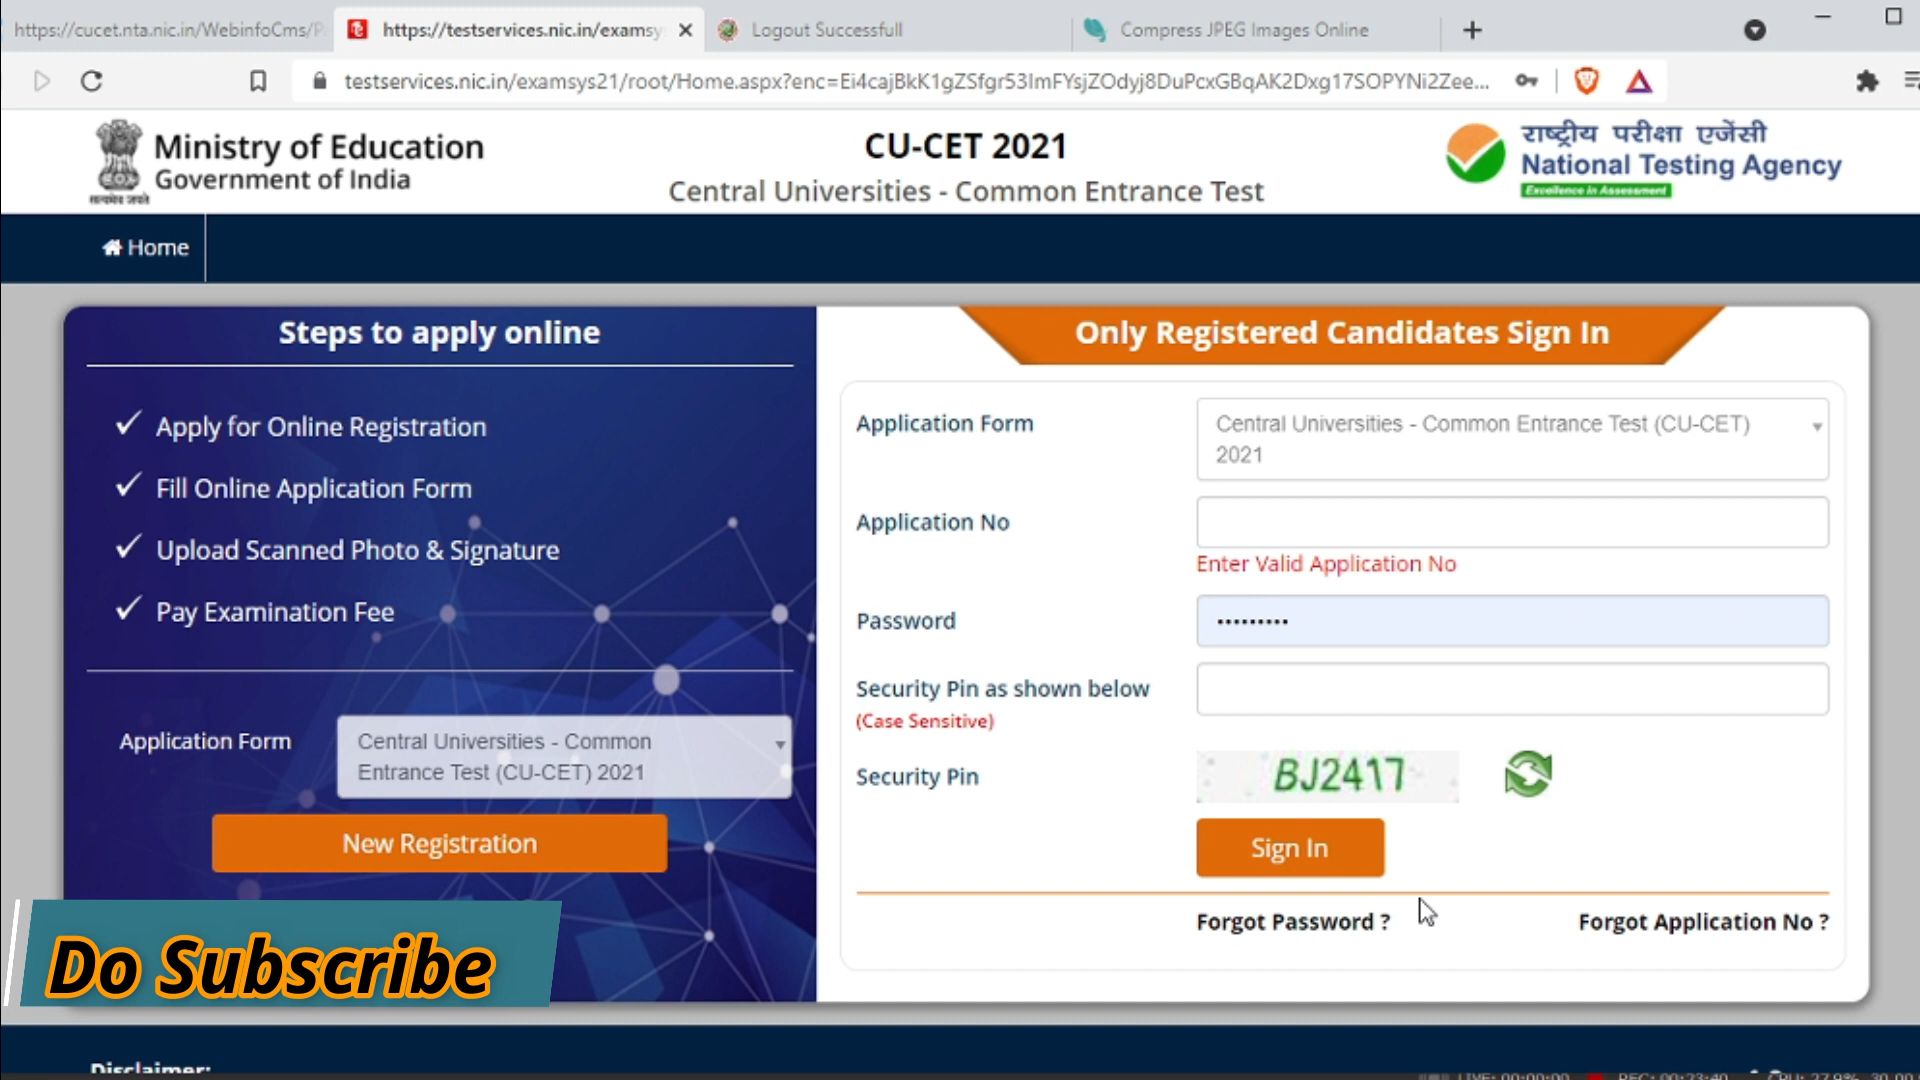 https://cucet.nta.nic.in/WebinfoCms/P
https://testservices.nic.in/examsy
Logout Successfull
Compress JPEG Images Online
testservices.nic.in/examsys21/root/Home.aspx?enc=Ei4cajBkK1gZSfgr53ImFYsjZOdyj8DuPcxGBqAK2Dxg17SOPYNi2Zee...
सत्यमेव जयते
Ministry of Education
Government of India
CU-CET 2021
Central Universities - Common Entrance Test
राष्ट्रीय परीक्षा एजेंसी
National Testing Agency
Excellence in Assessment
Home
Steps to apply online
Apply for Online Registration
Fill Online Application Form
Upload Scanned Photo & Signature
Pay Examination Fee
Application Form
Central Universities - Common
Entrance Test (CU-CET) 2021
New Registration
Do Subscribe
Only Registered Candidates Sign In
Application Form
Central Universities - Common Entrance Test (CU-CET)
2021
Application No
Enter Valid Application No
Password
Security Pin as shown below
(Case Sensitive)
Security Pin
BJ2417
Sign In
Forgot Password ?
Forgot Application No ?
Disclaimer: